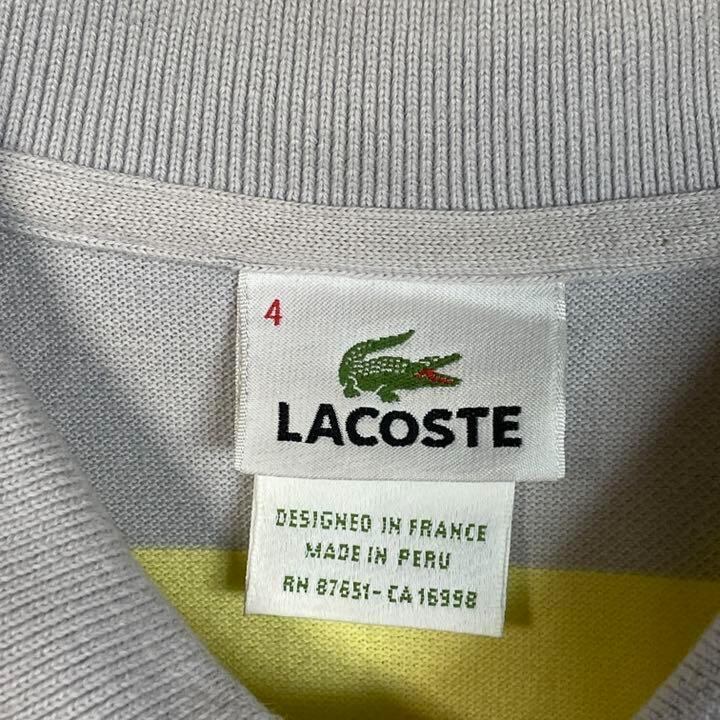 4
LACOSTE
DESIGNED IN FRANCE
MADE IN PERU
RN 87651-CA 16998